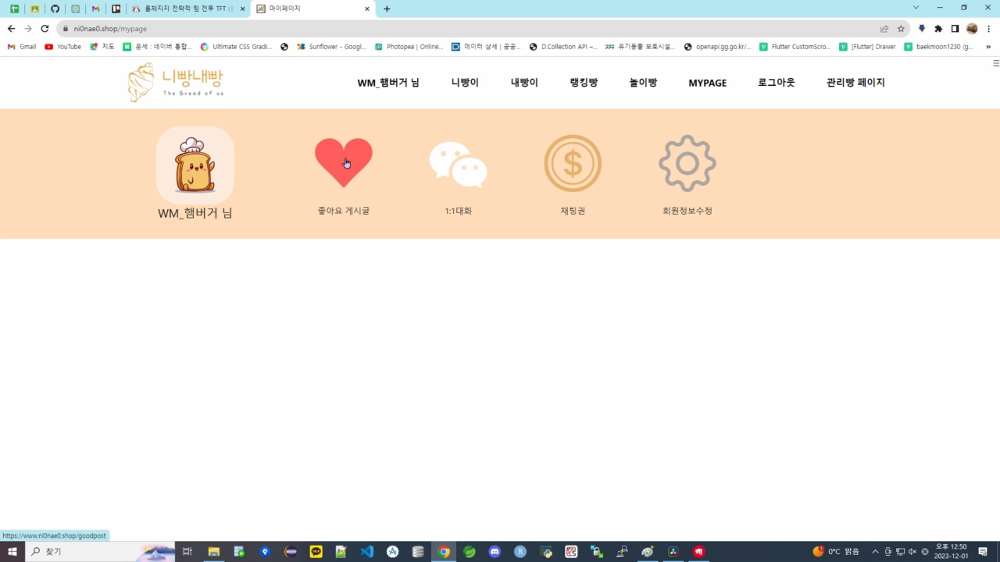 홈체지지 전략적 팀 전투 TFT (
마이페이지
ni0nae0.shop/mypage
Gmail
YouTube
지도
운세 : 네이버 통합...
Ultimate CSS Gradi...
Sunflower - Googl...
Photopea | Online...
데이터 상세 | 공공...
D.Collection API –...
유기동물 보호시설...
openapi.gg.go.kr/...
Flutter CustomScro...
[Flutter] Drawer
baekmoon1230 (g...
»
니빵내빵
The Bread of us
WM_햄버거 님
니빵이
내빵이
랭킹빵
놀이빵
MYPAGE
로그아웃
관리빵 페이지
WM_햄버거 님
좋아요 게시글
1:1대화
채팅권
회원정보수정
https://www.ni0nae0.shop/goodpost
찾기
0°C 맑음
오후 12:50
2023-12-01